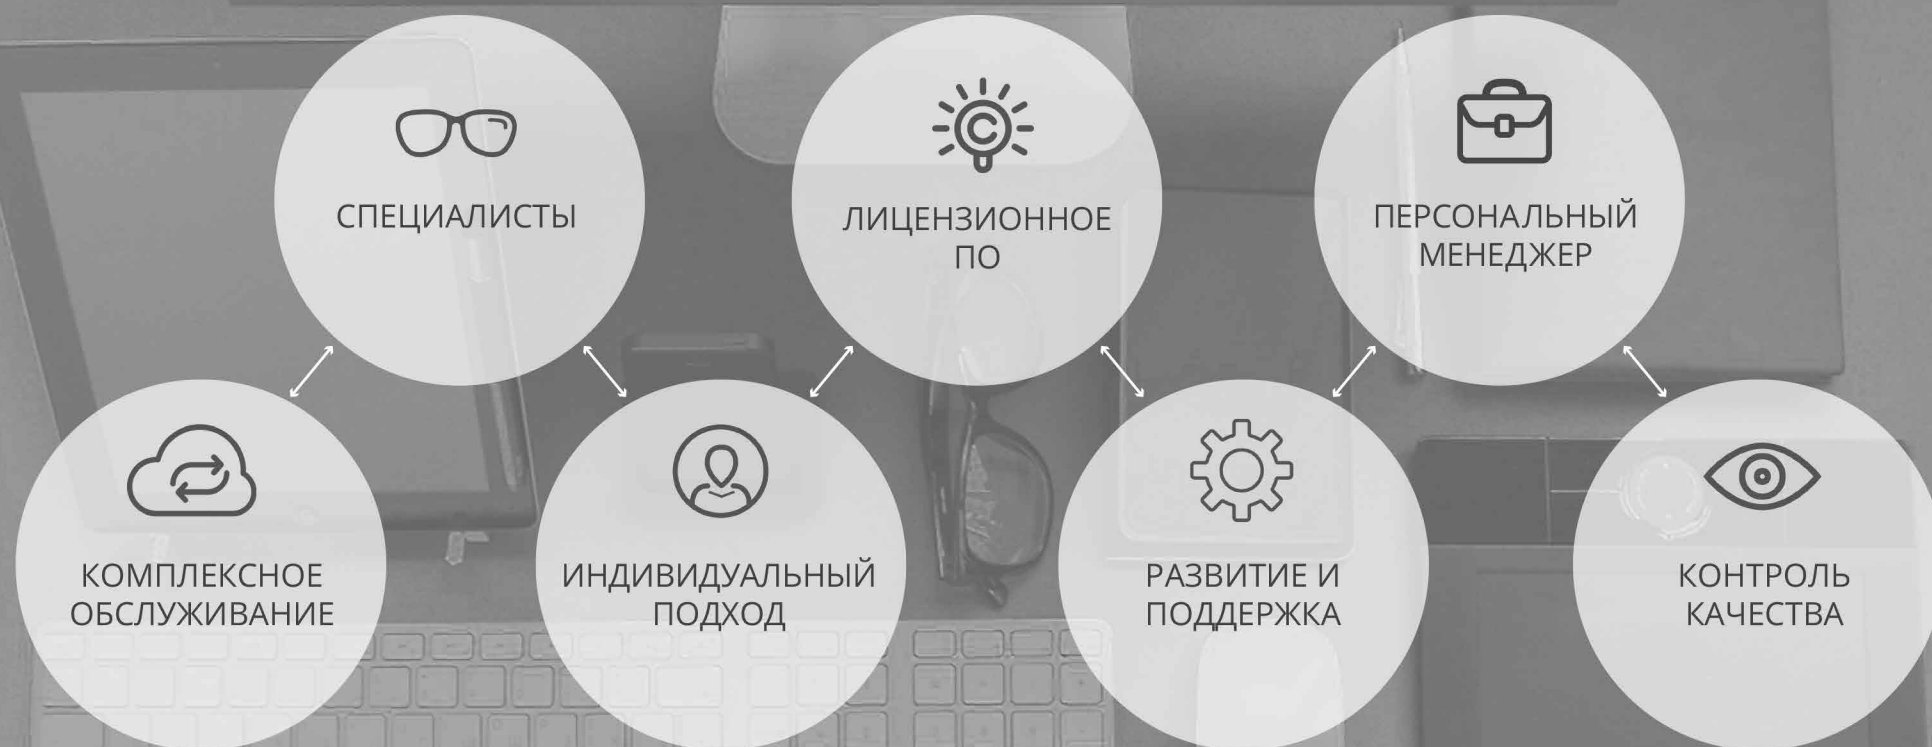 СПЕЦИАЛИСТЫ
ЛИЦЕНЗИОННОЕ
ПО
ПЕРСОНАЛЬНЫЙ
МЕНЕДЖЕР
КОМПЛЕКСНОЕ
ОБСЛУЖИВАНИЕ
ИНДИВИДУАЛЬНЫЙ
ПОДХОД
РАЗВИТИЕ И
ПОДДЕРЖКА
КОНТРОЛЬ
КАЧЕСТВА